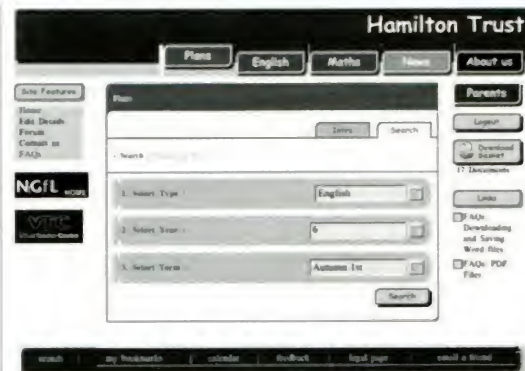 Hamilton Trust
Plans
English
Maths
News
About us
Site Features
Home
Edit Details
Forum
Contact us
FAQs
NGfL
VTC
Plans
Intro
Search
Search
1. Select Type :
English
2. Select Year :
6
3. Select Term :
Autumn 1st
Search
Parents
Logout
Download
basket
17 Documents
Links
FAQs:
Downloading
and Saving
Word files
FAQs: PDF
Files
search
my bookmarks
calendar
feedback
legal page
email a friend